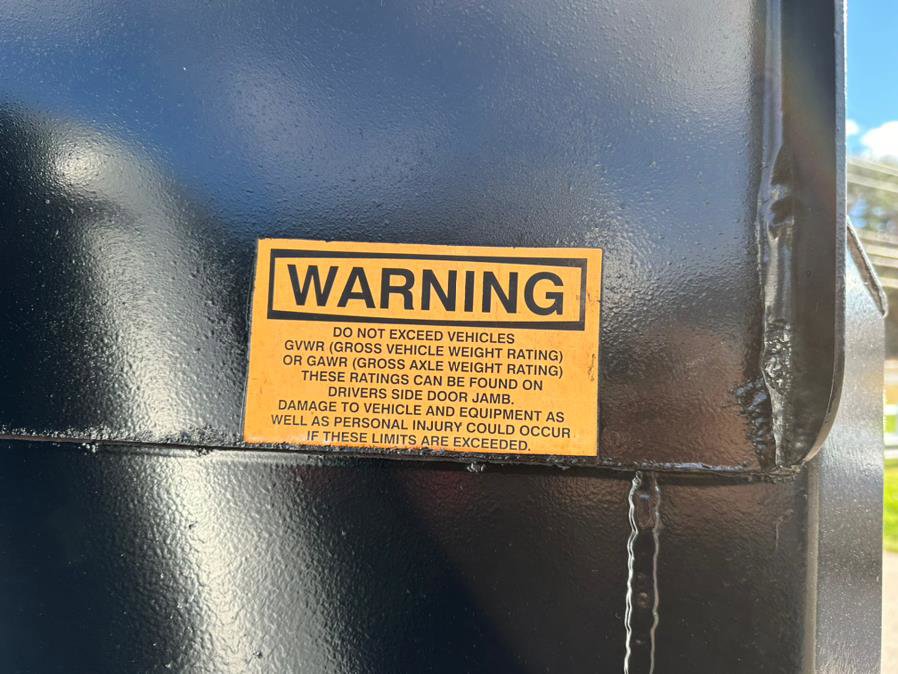 WARNING
DO NOT EXCEED VEHICLES
GVWR (GROSS VEHICLE WEIGHT RATING)
OR GAWR (GROSS AXLE WEIGHT RATING)
THESE RATINGS CAN BE FOUND ON
DRIVERS SIDE DOOR JAMB.
DAMAGE TO VEHICLE AND EQUIPMENT AS
WELL AS PERSONAL INJURY COULD OCCUR
IF THESE LIMITS ARE EXCEEDED.